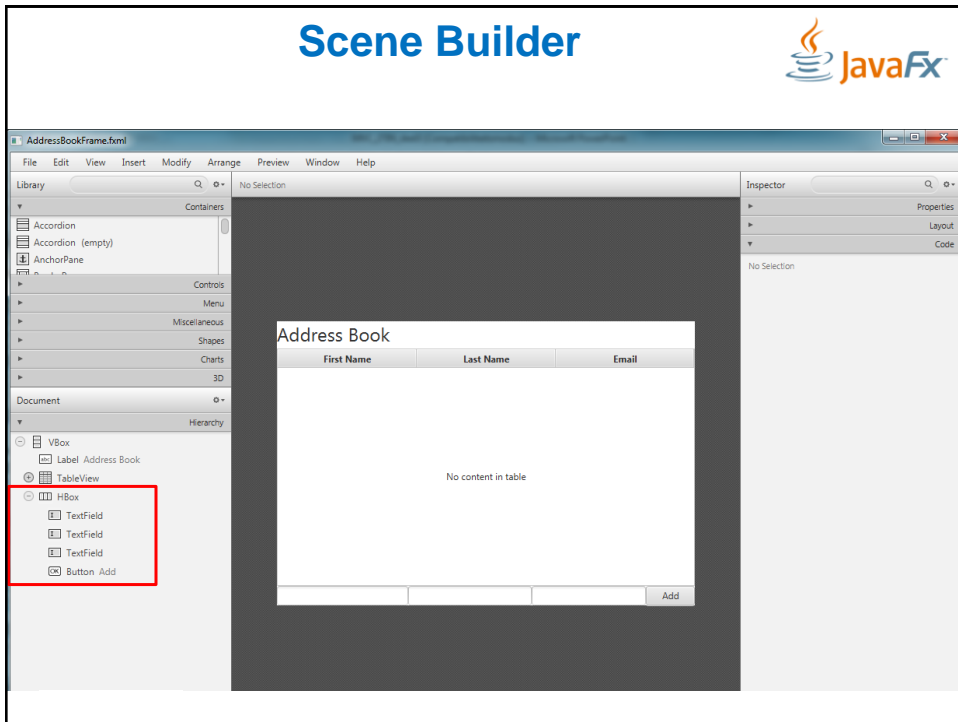 Scene Builder
JavaFx
AddressBookFrame.fxml
File Edit View Insert Modify Arrange Preview Window Help
Library
No Selection
Inspector
Containers
Properties
Accordion
Layout
Accordion (empty)
Code
AnchorPane
No Selection
Controls
Menu
Miscellaneous
Shapes
Charts
3D
Address Book
First Name Last Name Email
No content in table
Add
Document
Hierarchy
VBox
abc Label Address Book
TableView
HBox
TextField
TextField
TextField
OK Button Add